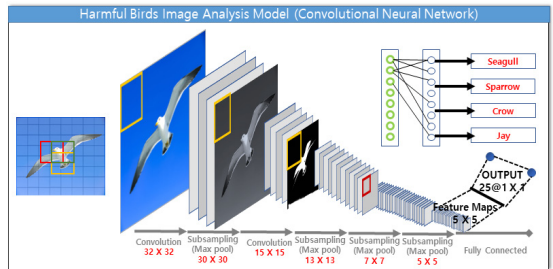 Harmful Birds Image Analysis Model (Convolutional Neural Network)
Seagull
Sparrow
Crow
Jay
OUTPUT
25@1 X 1
Feature Maps
5 X 5
Convolution
32 X 32
Subsampling
(Max pool)
30 X 30
Convolution
15 X 15
Subsampling
(Max pool)
13 X 13
Subsampling
(Max pool)
7 X 7
Subsampling
(Max pool)
5 X 5
Fully Connected